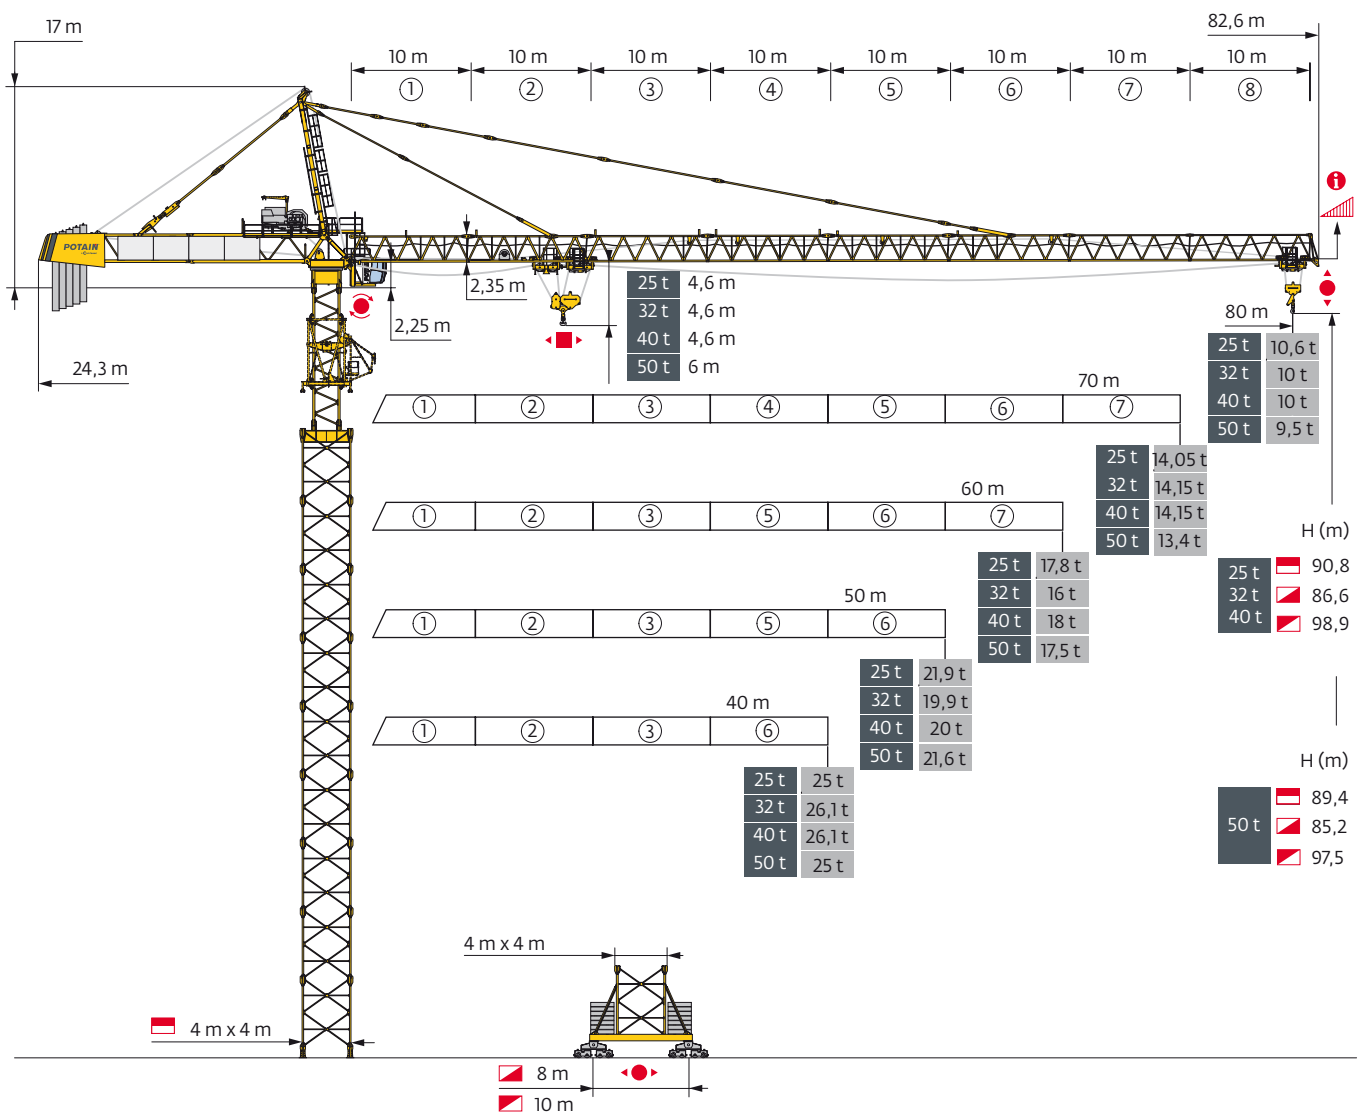 17 m
82,6 m
10 m 10 m 10 m 10 m 10 m 10 m 10 m 10 m
① ② ③ ④ ⑤ ⑥ ⑦ ⑧
i
POTAIN
2,35 m
25 t 4,6 m
32 t 4,6 m
40 t 4,6 m
50 t 6 m
2,25 m
24,3 m
80 m
25 t 10,6 t
32 t 10 t
40 t 10 t
50 t 9,5 t
70 m
① ② ③ ④ ⑤ ⑥ ⑦
25 t 14,05 t
32 t 14,15 t
40 t 14,15 t
50 t 13,4 t
60 m
① ② ③ ⑤ ⑥ ⑦
25 t 17,8 t
32 t 16 t
40 t 18 t
50 t 17,5 t
50 m
① ② ③ ⑤ ⑥
25 t 21,9 t
32 t 19,9 t
40 t 20 t
50 t 21,6 t
40 m
① ② ③ ⑥
25 t 25 t
32 t 26,1 t
40 t 26,1 t
50 t 25 t
H (m)
25 t 90,8
32 t 86,6
40 t 98,9
H (m)
89,4
50 t 85,2
97,5
4 m x 4 m
4 m x 4 m
8 m
10 m